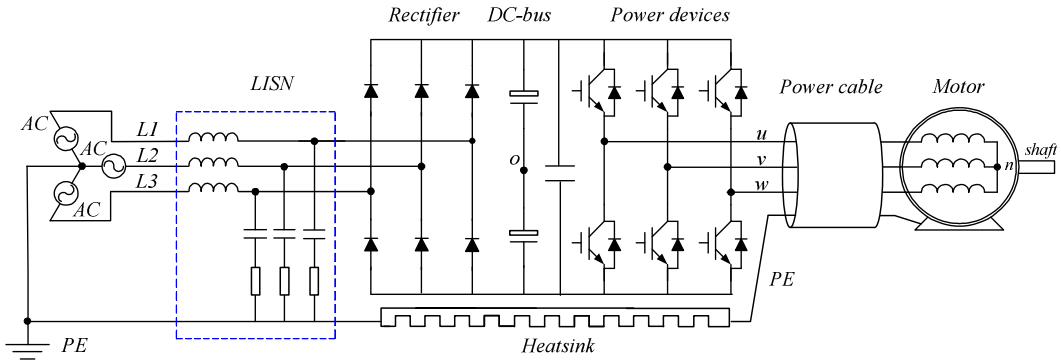 Rectifier DC-bus Power devices
LISN
Power cable Motor
AC
L1
AC
L2
L3
AC
o
u
v
w
n
shaft
PE
PE
Heatsink